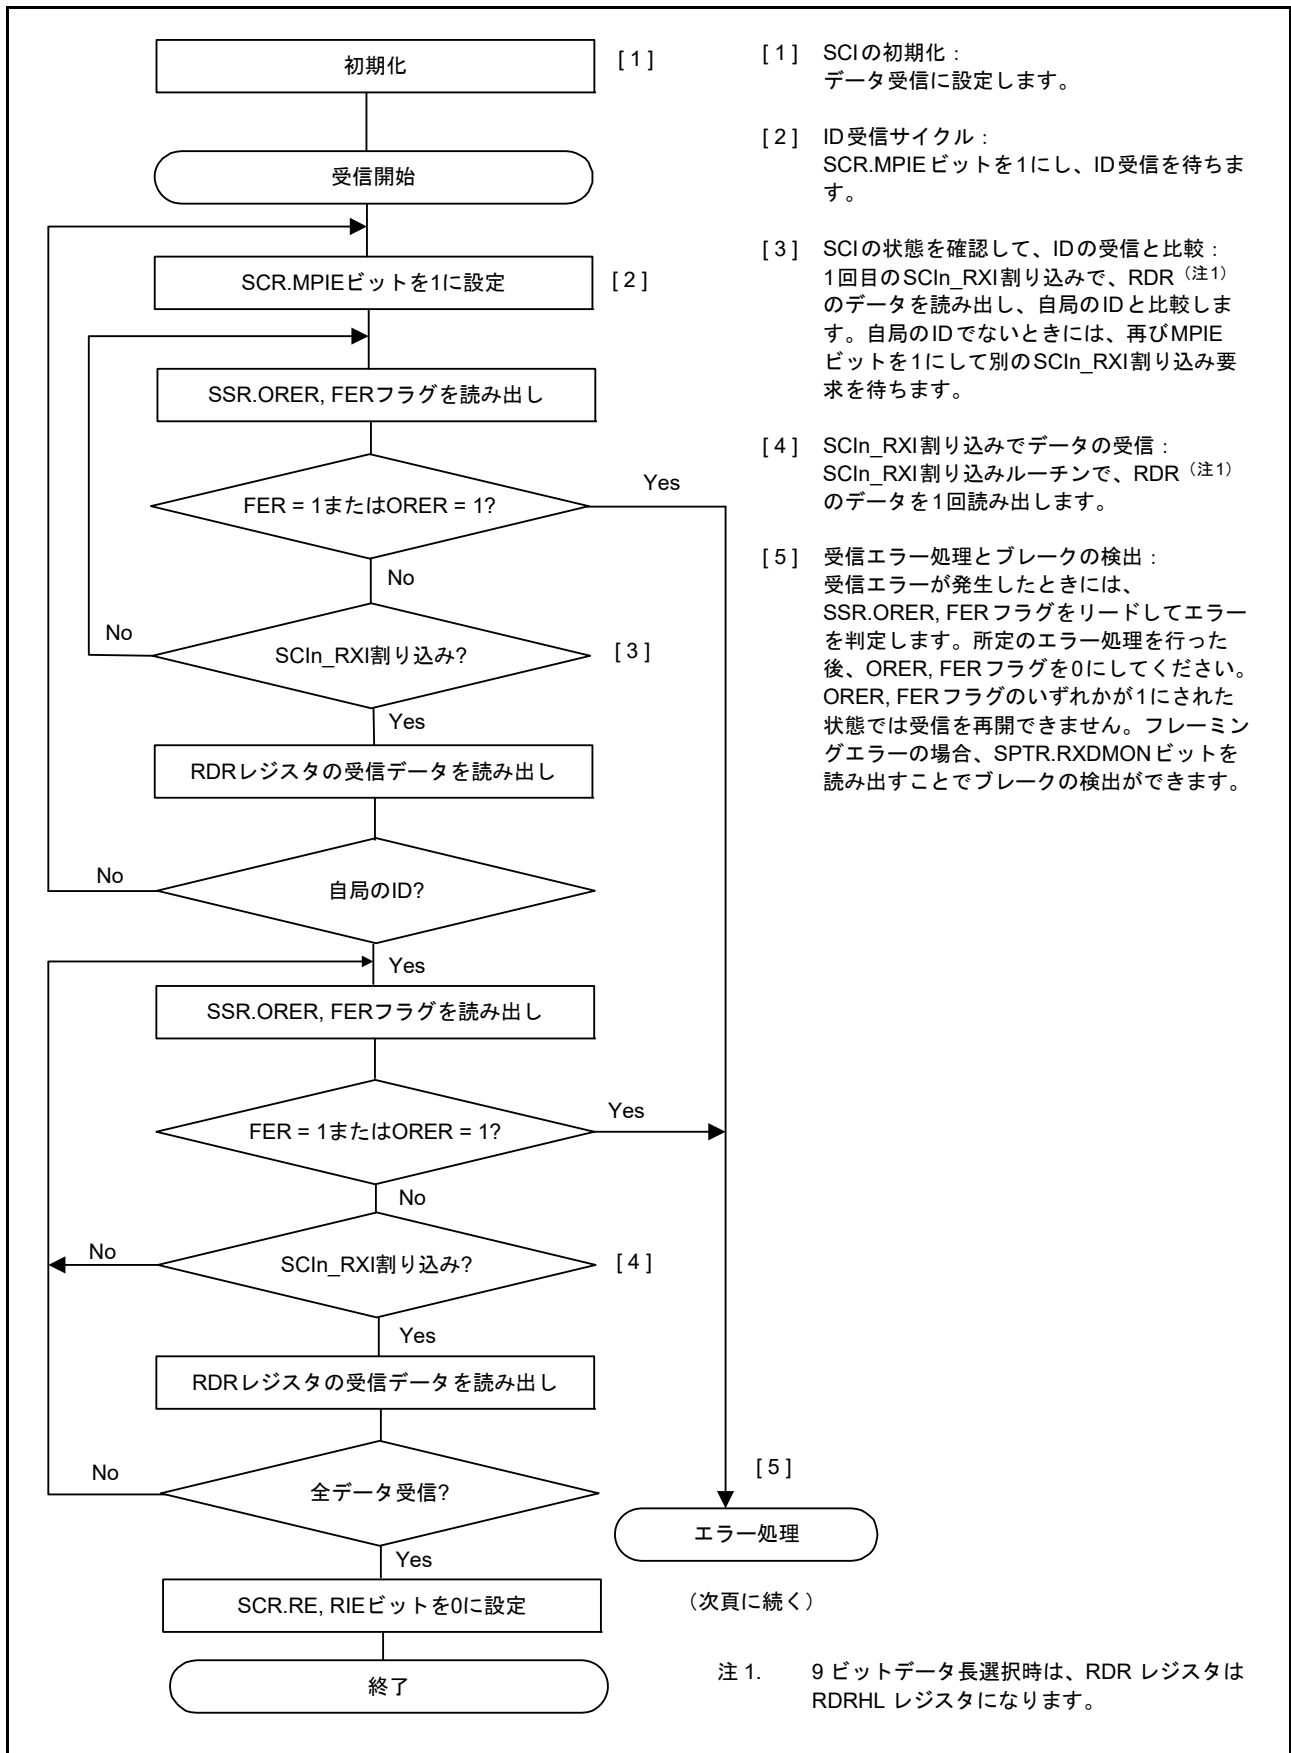 初期化
[ 1 ]
受信開始
SCR.MPIEビットを1に設定
[ 2 ]
SSR.ORER, FERフラグを読み出し
FER = 1またはORER = 1?
Yes
No
SCIn_RXI割り込み?
No
[ 3 ]
Yes
RDRレジスタの受信データを読み出し
自局のID?
No
Yes
SSR.ORER, FERフラグを読み出し
FER = 1またはORER = 1?
Yes
No
SCIn_RXI割り込み?
No
[ 4 ]
Yes
RDRレジスタの受信データを読み出し
全データ受信?
No
Yes
SCR.RE, RIEビットを0に設定
終了
[ 5 ]
エラー処理
（次頁に続く）
[ 1 ] SCIの初期化：
データ受信に設定します。
[ 2 ] ID受信サイクル：
SCR.MPIEビットを1にし、ID受信を待ちま
す。
[ 3 ] SCIの状態を確認して、IDの受信と比較：
1回目のSCIn_RXI割り込みで、RDR（注1）
のデータを読み出し、自局のIDと比較しま
す。自局のIDでないときには、再びMPIE
ビットを1にして別のSCIn_RXI割り込み要
求を待ちます。
[ 4 ] SCIn_RXI割り込みでデータの受信：
SCIn_RXI割り込みルーチンで、RDR（注1）
のデータを1回読み出します。
[ 5 ] 受信エラー処理とブレークの検出：
受信エラーが発生したときには、
SSR.ORER, FERフラグをリードしてエラー
を判定します。所定のエラー処理を行った
後、ORER, FERフラグを0にしてください。
ORER, FERフラグのいずれかが1にされた
状態では受信を再開できません。フレーミン
グエラーの場合、SPTR.RXDMONビットを
読み出すことでブレークの検出ができます。
注 1. 9 ビットデータ長選択時は、RDR レジスタは
RDRHL レジスタになります。